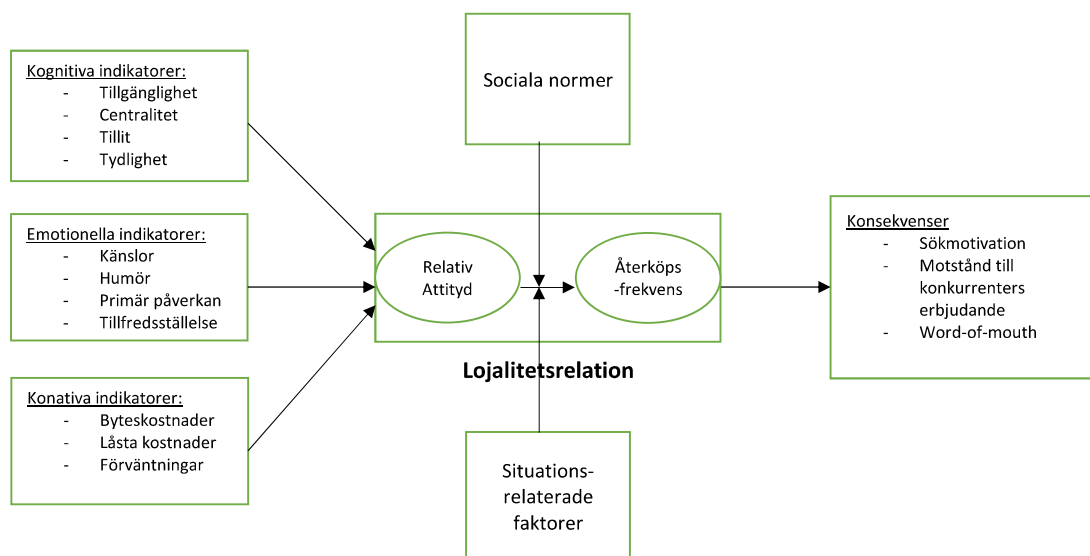 Kognitiva indikatorer:
- Tillgänglighet
- Centralitet
- Tillit
- Tydlighet
Emotionella indikatorer:
- Känslor
- Humör
- Primär påverkan
- Tillfredsställelse
Konativa indikatorer:
- Byteskostnader
- Låsta kostnader
- Förväntningar
Sociala normer
Relativ
Attityd
Återköps
-frekvens
Lojalitetsrelation
Situations-
relaterade
faktorer
Konsekvenser
- Sökmotivation
- Motstånd till
konkurrenters
erbjudande
- Word-of-mouth